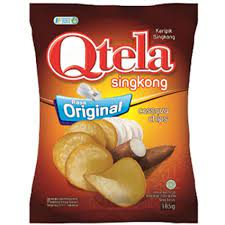 Keripik
Singkong
Qtela
singkong
Rasa
Original
cassava
chips
185g